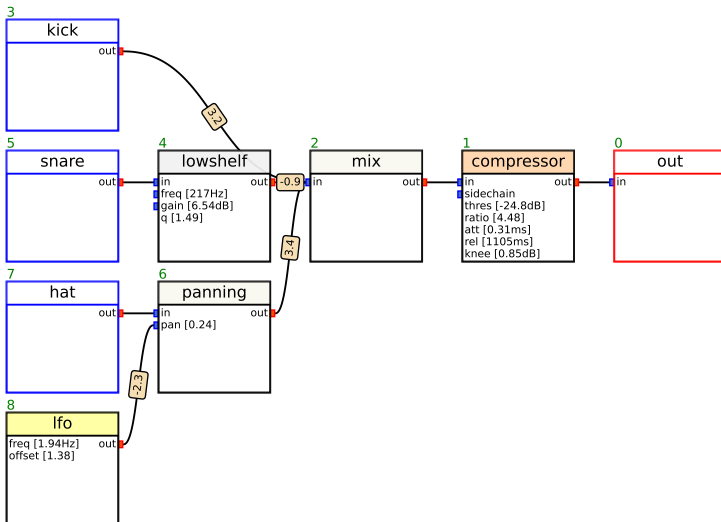 3
kick
out
3.2
5
snare
out
4
lowshelf
in out
freq [217Hz]
gain [6.54dB]
q [1.49]
-0.9
2
mix
in out
1
compressor
in out
sidechain
thres [-24.8dB]
ratio [4.48]
att [0.31ms]
rel [1105ms]
knee [0.85dB]
0
out
in
3.4
7
hat
out
6
panning
in out
pan [0.24]
-2.3
8
lfo
freq [1.94Hz] out
offset [1.38]